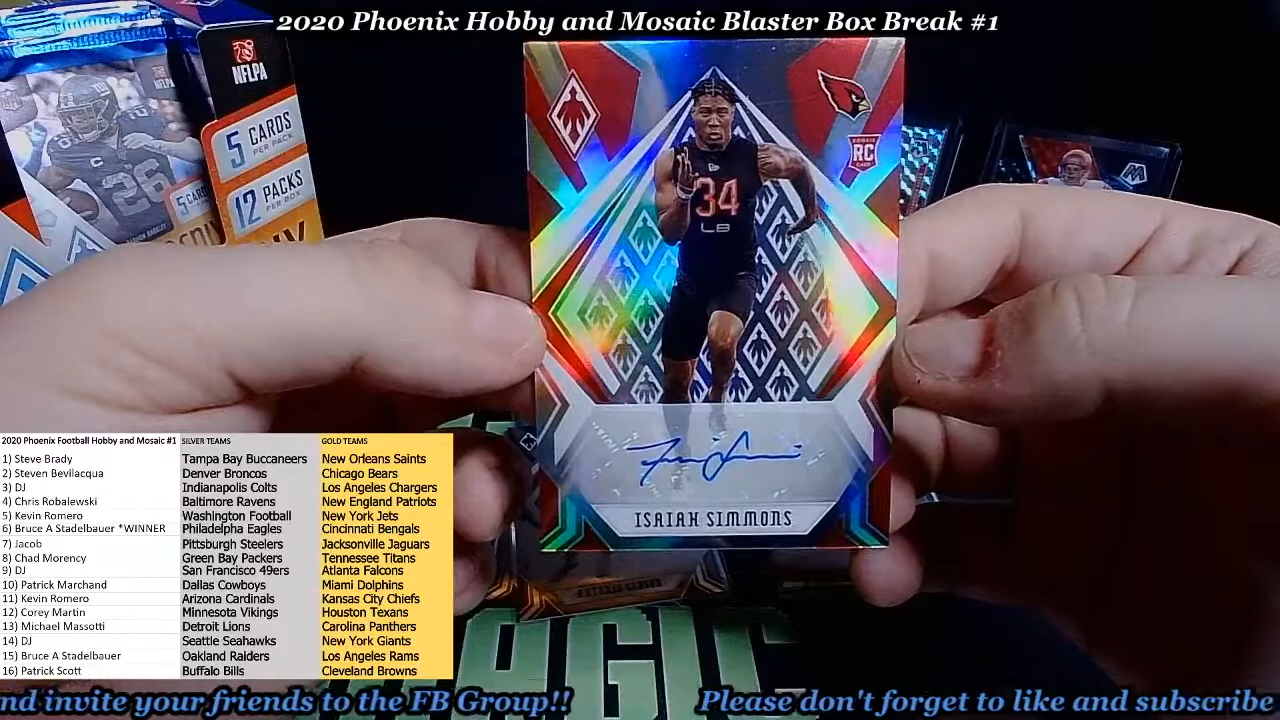 2020 Phoenix Hobby and Mosaic Blaster Box Break #1
NFLPA
5 CARDS
PER PACK
12 PACKS
PER BOX
26
C
RC
34
LB
ISAIAH SIMMONS
2020 Phoenix Football Hobby and Mosaic #1 SILVER TEAMS GOLD TEAMS
1) Steve Brady Tampa Bay Buccaneers New Orleans Saints
2) Steven Bevilacqua Denver Broncos Chicago Bears
3) DJ Indianapolis Colts Los Angeles Chargers
4) Chris Robalewski Baltimore Ravens New England Patriots
5) Kevin Romero Washington Football New York Jets
6) Bruce A Stadelbauer *WINNER Philadelpha Eagles Cincinnati Bengals
7) Jacob Pittsburgh Steelers Jacksonville Jaguars
8) Chad Morency Green Bay Packers Tennessee Titans
9) DJ San Francisco 49ers Atlanta Falcons
10) Patrick Marchand Dallas Cowboys Miami Dolphins
11) Kevin Romero Arizona Cardinals Kansas City Chiefs
12) Corey Martin Minnesota Vikings Houston Texans
13) Michael Massotti Detroit Lions Carolina Panthers
14) DJ Seattle Seahawks New York Giants
15) Bruce A Stadelbauer Oakland Raiders Los Angeles Rams
16) Patrick Scott Buffalo Bills Cleveland Browns
nd invite your friends to the FB Group!! Please don't forget to like and subscribe